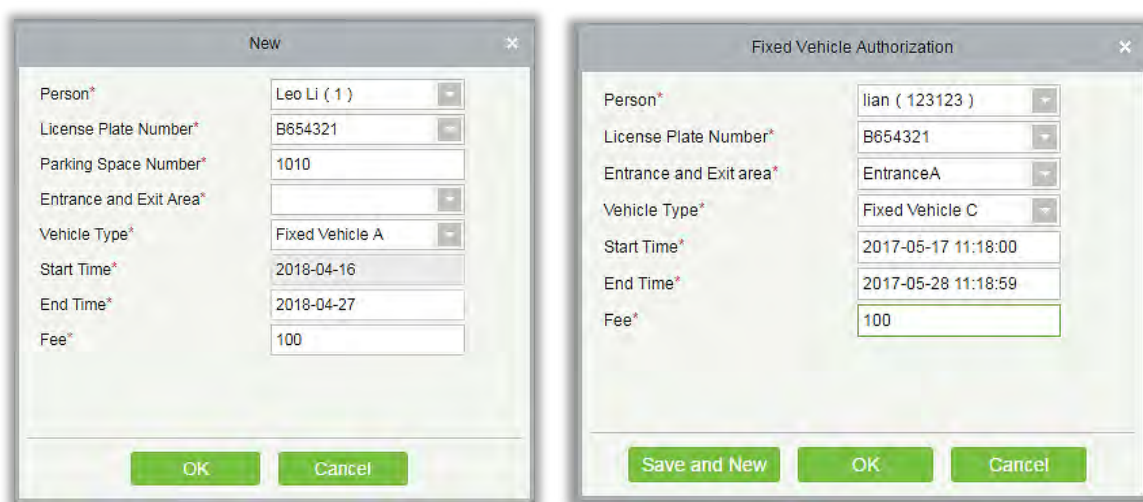 New
Person* Leo Li ( 1 )
License Plate Number* B654321
Parking Space Number* 1010
Entrance and Exit Area*
Vehicle Type* Fixed Vehicle A
Start Time* 2018-04-16
End Time* 2018-04-27
Fee* 100
OK Cancel
Fixed Vehicle Authorization
Person* lian ( 123123 )
License Plate Number* B654321
Entrance and Exit area* EntranceA
Vehicle Type* Fixed Vehicle C
Start Time* 2017-05-17 11:18:00
End Time* 2017-05-28 11:18:59
Fee* 100
Save and New OK Cancel